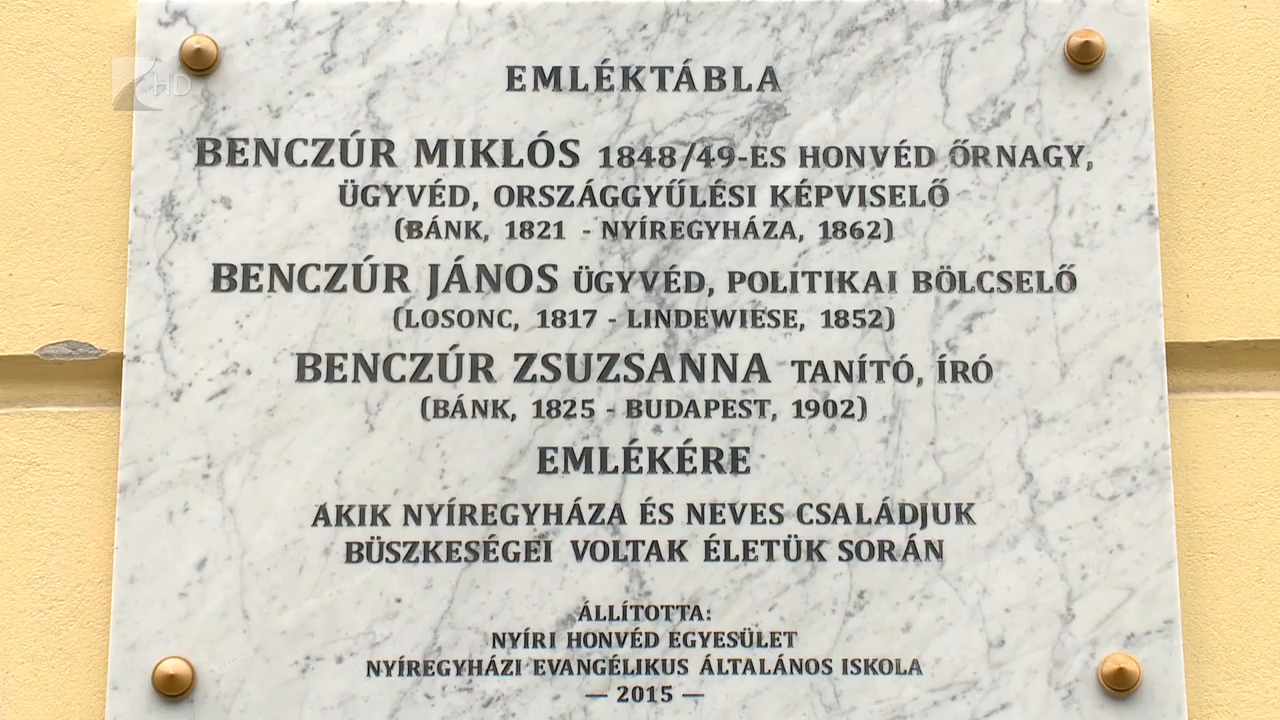 HD
EMLÉKTÁBLA
BENCZÚR MIKLÓS 1848/49-ES HONVÉD ŐRNAGY,
ÜGYVÉD, ORSZÁGGYŰLÉSI KÉPVISELŐ
(BÁNK, 1821 - NYÍREGYHÁZA, 1862)
BENCZÚR JÁNOS ÜGYVÉD, POLITIKAI BÖLCSELŐ
(LOSONC, 1817 - LINDEWIESE, 1852)
BENCZÚR ZSUZSANNA TANÍTÓ, ÍRÓ
(BÁNK, 1825 - BUDAPEST, 1902)
EMLÉKÉRE
AKIK NYÍREGYHÁZA ÉS NEVES CSALÁDJUK
BÜSZKESÉGEI VOLTAK ÉLETÜK SORÁN
ÁLLÍTOTTA:
NYÍRI HONVÉD EGYESÜLET
NYÍREGYHÁZI EVANGÉLIKUS ÁLTALÁNOS ISKOLA
— 2015 —